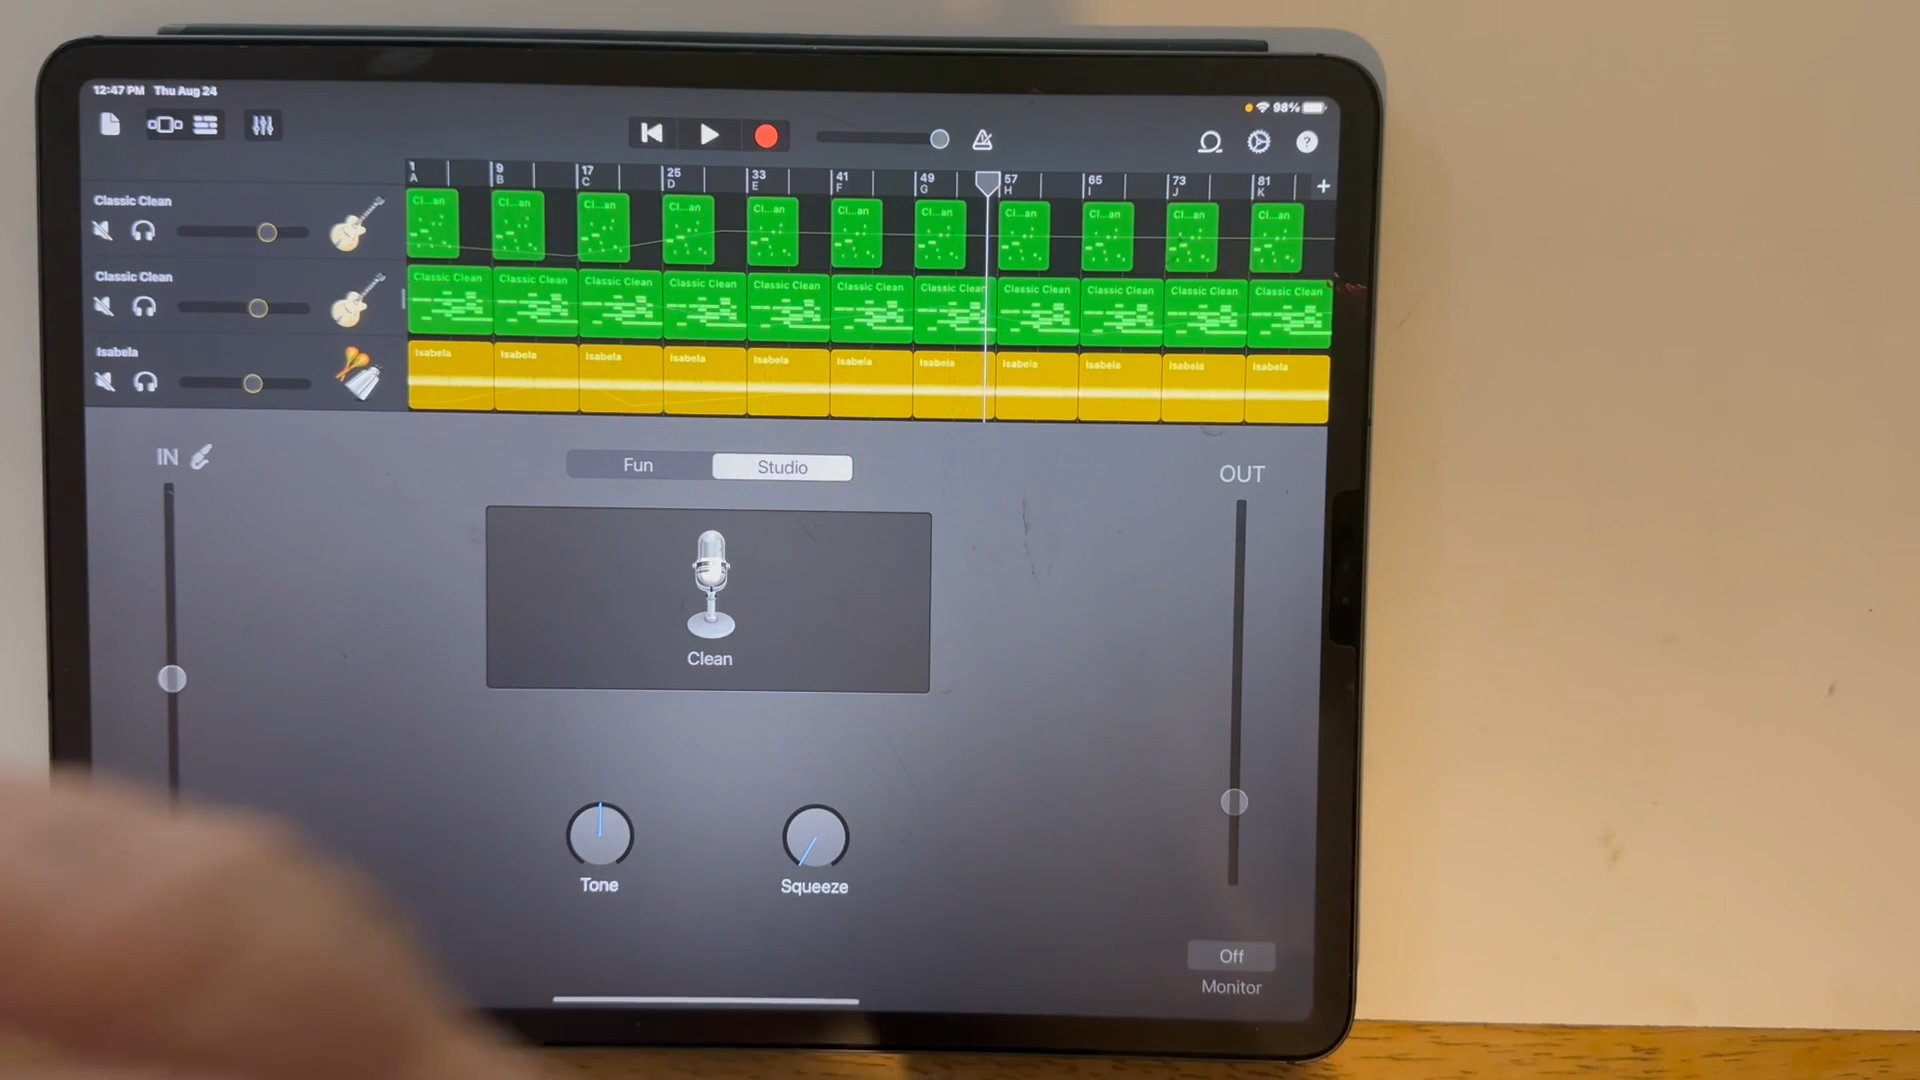 12:47 PM Thu Aug 24
98%
1 9 17 25 33 41 49 57 65 73 81
A B C D E F G H I J K
Classic Clean
Cl...an Cl...an Cl...an Cl...an Cl...an Cl...an Cl...an Cl...an Cl...an Cl...an Cl...an
Classic Clean
Classic Clean Classic Clean Classic Clean Classic Clean Classic Clean Classic Clean Classic Clean Classic Clean Classic Clean Classic Clean Classic Clean
Isabela
Isabela Isabela Isabela Isabela Isabela Isabela Isabela Isabela Isabela Isabela Isabela
IN
Fun Studio
OUT
Clean
Tone Squeeze
Off
Monitor